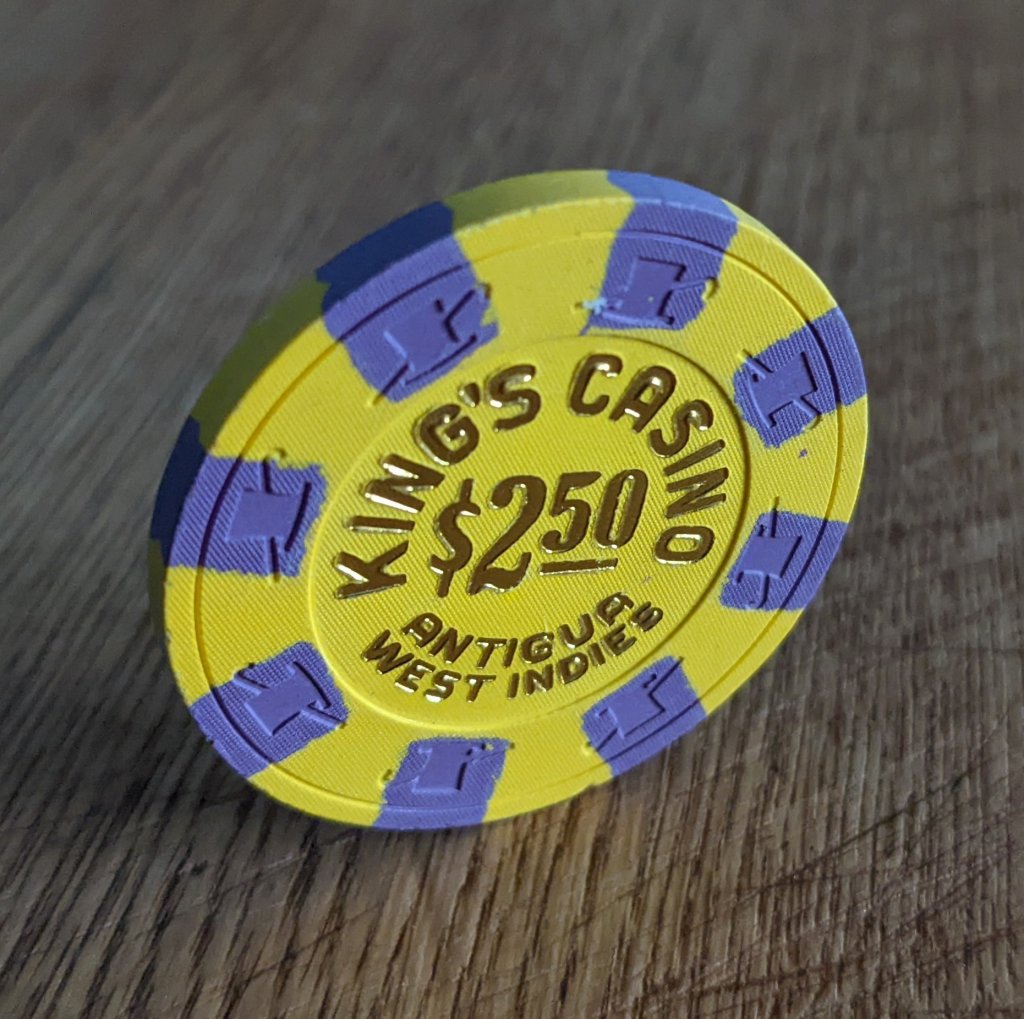 KING'S CASINO
$2.50
ANTIGUA
WEST INDIES